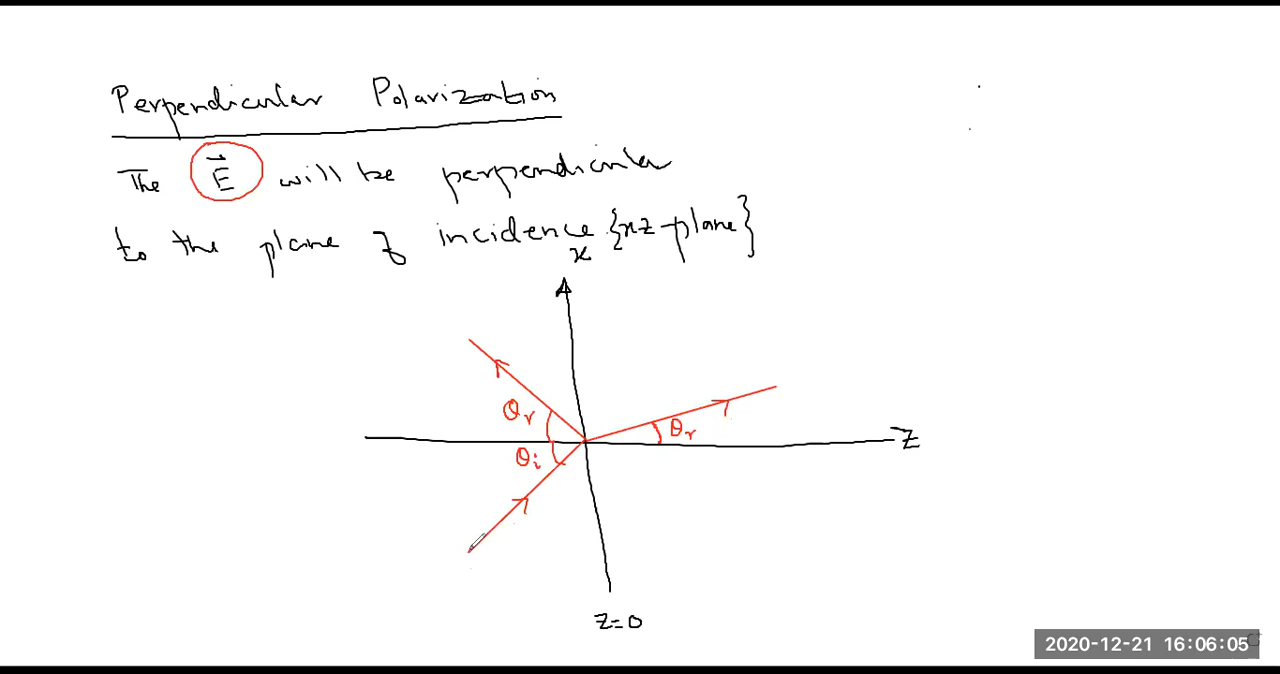 Perpendicular Polarization
The E⃗ will be perpendicular
to the plane of incidence {xz-plane}
x
θr
θr
z
θi
z=0
2020-12-21 16:06:05